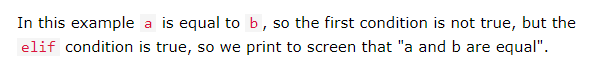 In this example a is equal to b, so the first condition is not true, but the
elif condition is true, so we print to screen that "a and b are equal".